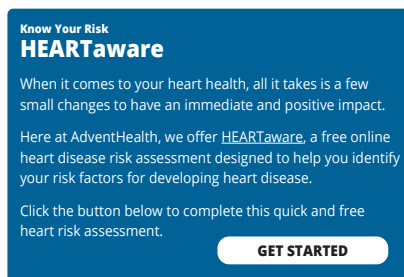 Know Your Risk
HEARTaware
When it comes to your heart health, all it takes is a few
small changes to have an immediate and positive impact.
Here at AdventHealth, we offer HEARTaware, a free online
heart disease risk assessment designed to help you identify
your risk factors for developing heart disease.
Click the button below to complete this quick and free
heart risk assessment.
GET STARTED